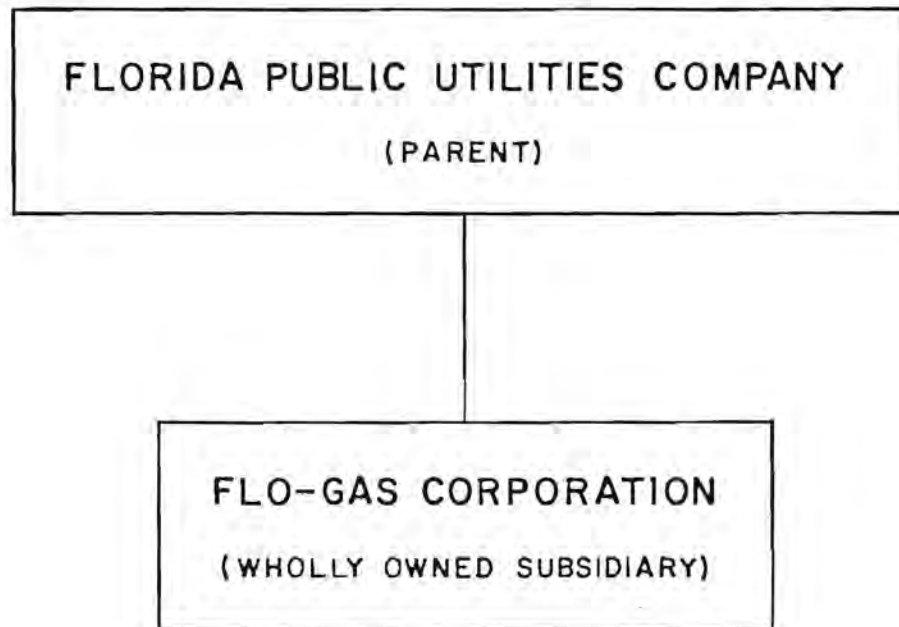 FLORIDA PUBLIC UTILITIES COMPANY
(PARENT)
FLO-GAS CORPORATION
(WHOLLY OWNED SUBSIDIARY)